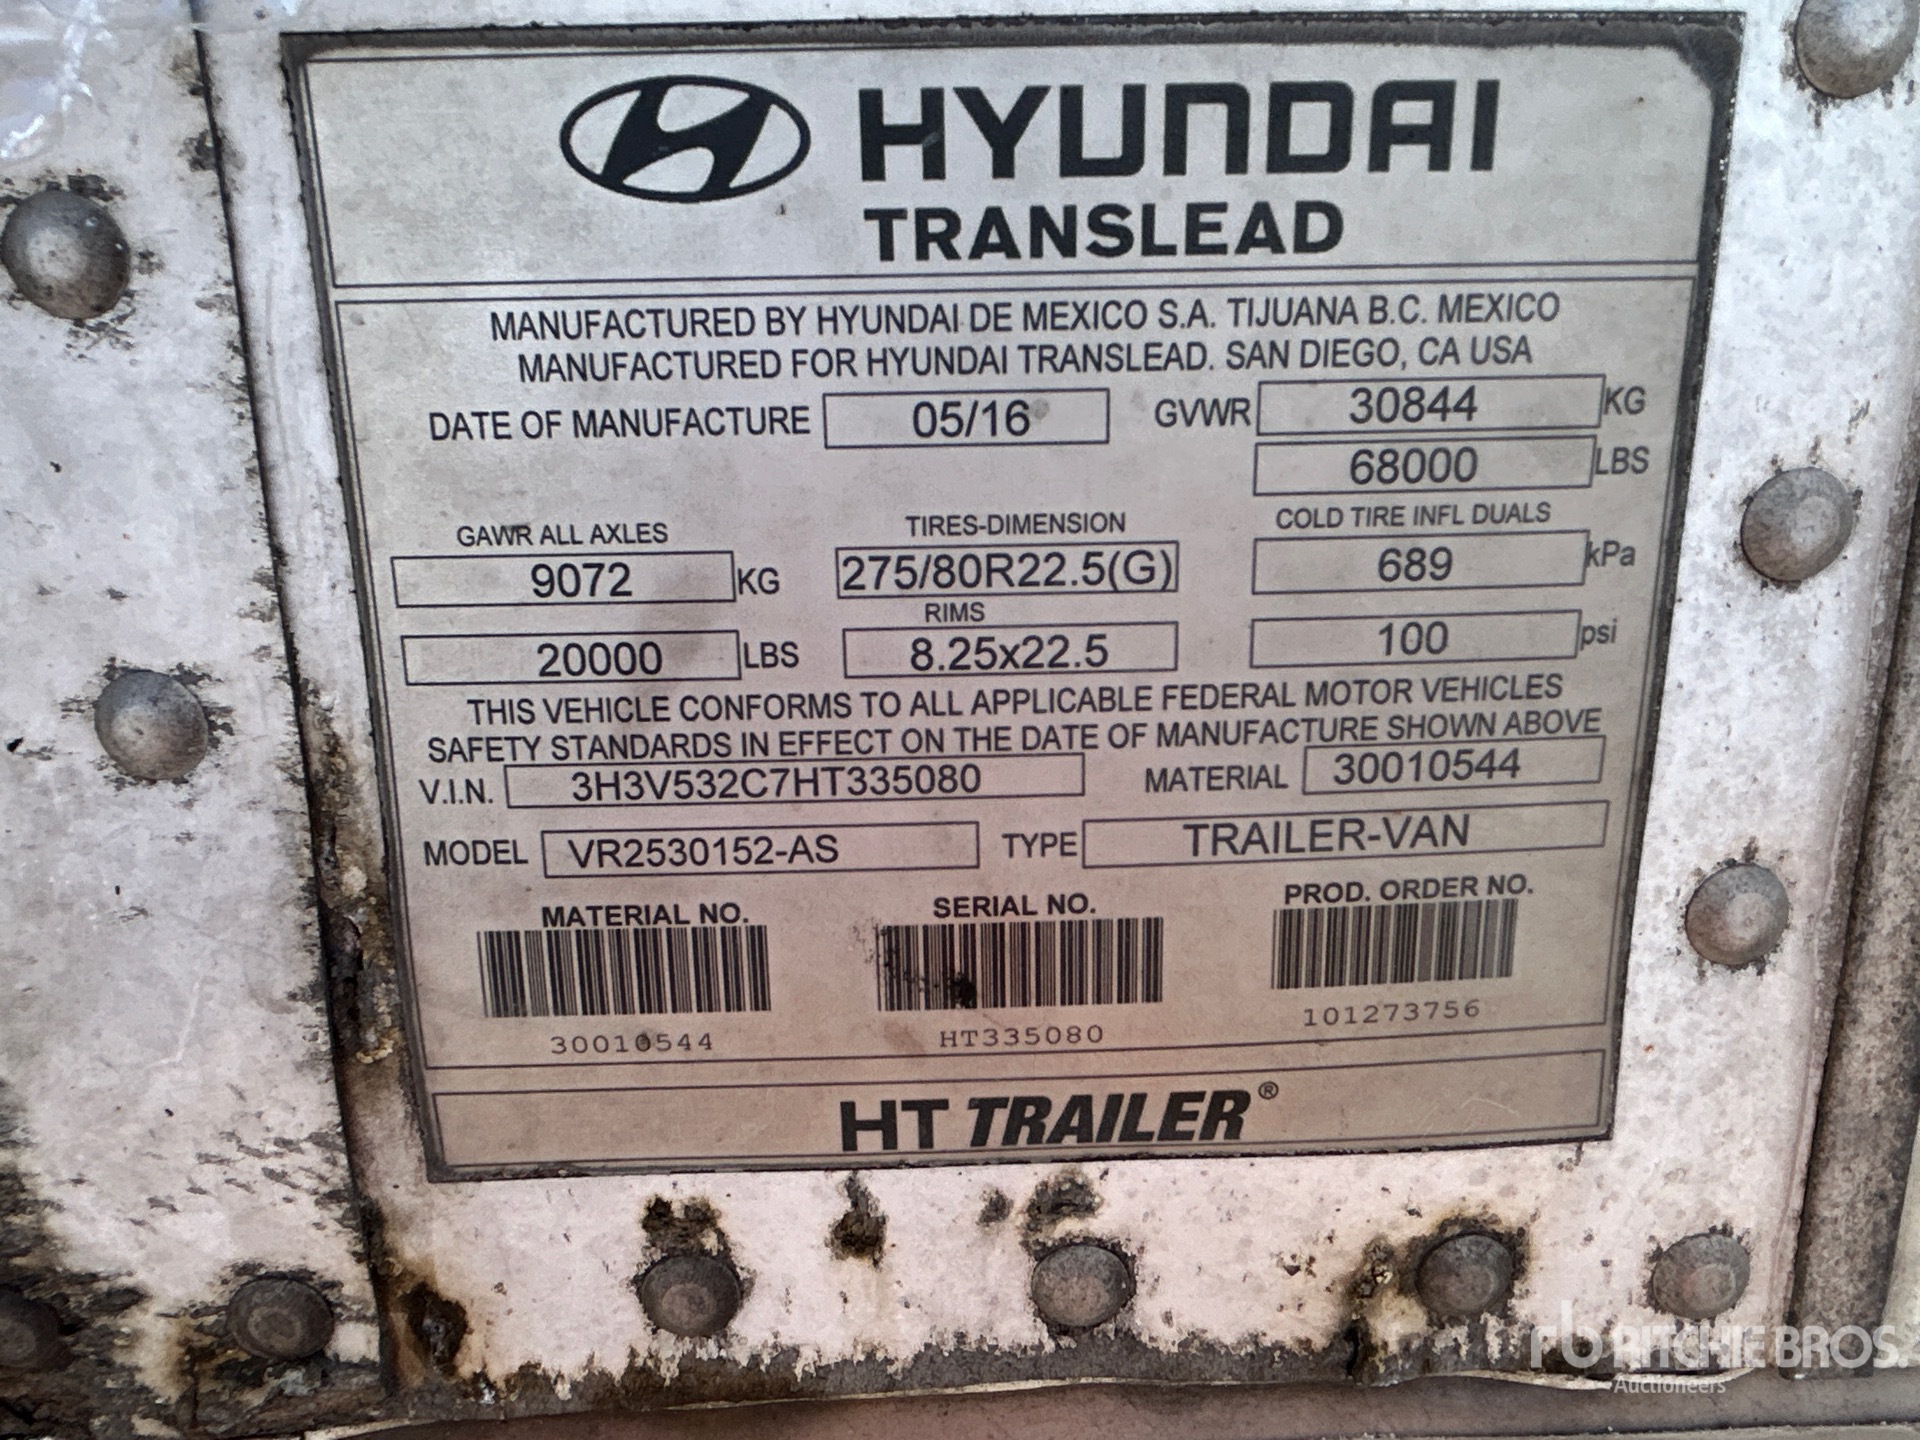 HYUNDAI
TRANSLEAD
MANUFACTURED BY HYUNDAI DE MEXICO S.A. TIJUANA B.C. MEXICO
MANUFACTURED FOR HYUNDAI TRANSLEAD. SAN DIEGO, CA USA
DATE OF MANUFACTURE 05/16 GVWR 30844 KG
68000 LBS
GAWR ALL AXLES TIRES-DIMENSION COLD TIRE INFL DUALS
9072 KG 275/80R22.5(G) 689 kPa
RIMS
20000 LBS 8.25x22.5 100 psi
THIS VEHICLE CONFORMS TO ALL APPLICABLE FEDERAL MOTOR VEHICLES
SAFETY STANDARDS IN EFFECT ON THE DATE OF MANUFACTURE SHOWN ABOVE
V.I.N. 3H3V532C7HT335080 MATERIAL 30010544
MODEL VR2530152-AS TYPE TRAILER-VAN
MATERIAL NO. SERIAL NO. PROD. ORDER NO.
30010544 HT335080 101273756
HT TRAILER®
rb RITCHIE BROS.
Auctioneers